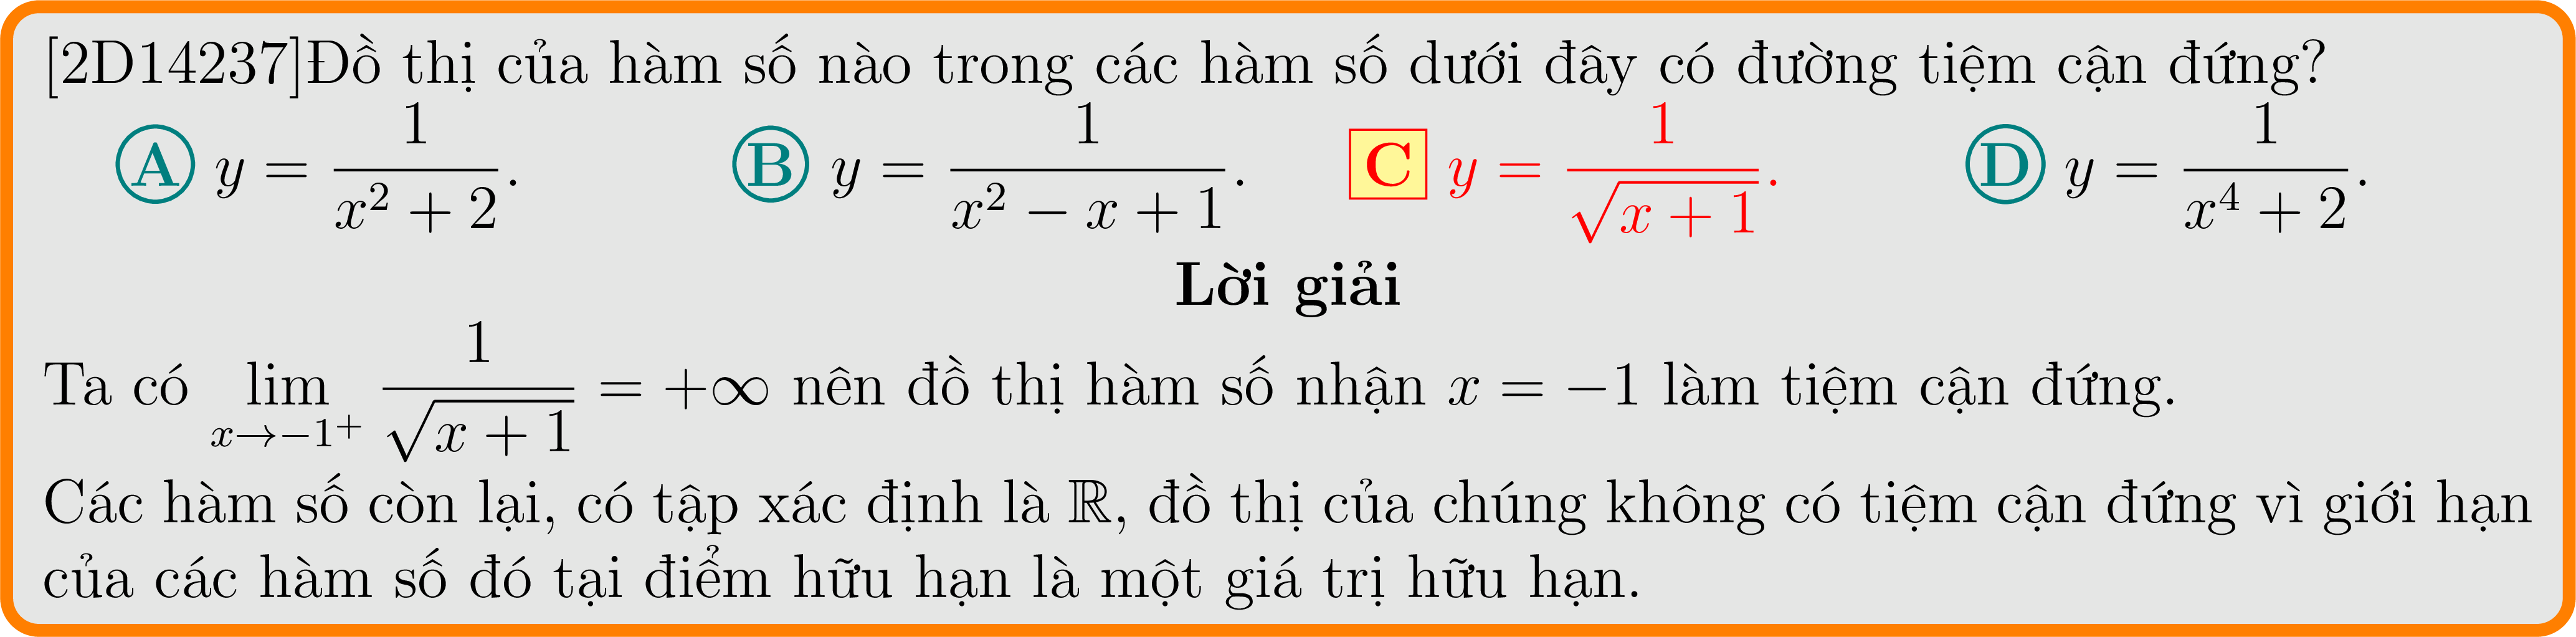 [2D14237]Đồ thị của hàm số nào trong các hàm số dưới đây có đường tiệm cận đứng?
A $y = \frac{1}{x^2 + 2}$. B $y = \frac{1}{x^2 - x + 1}$. C $y = \frac{1}{\sqrt{x + 1}}$. D $y = \frac{1}{x^4 + 2}$.
Lời giải
Ta có $\lim_{x \to -1^+} \frac{1}{\sqrt{x + 1}} = +\infty$ nên đồ thị hàm số nhận $x = -1$ làm tiệm cận đứng.
Các hàm số còn lại, có tập xác định là ℝ, đồ thị của chúng không có tiệm cận đứng vì giới hạn
của các hàm số đó tại điểm hữu hạn là một giá trị hữu hạn.